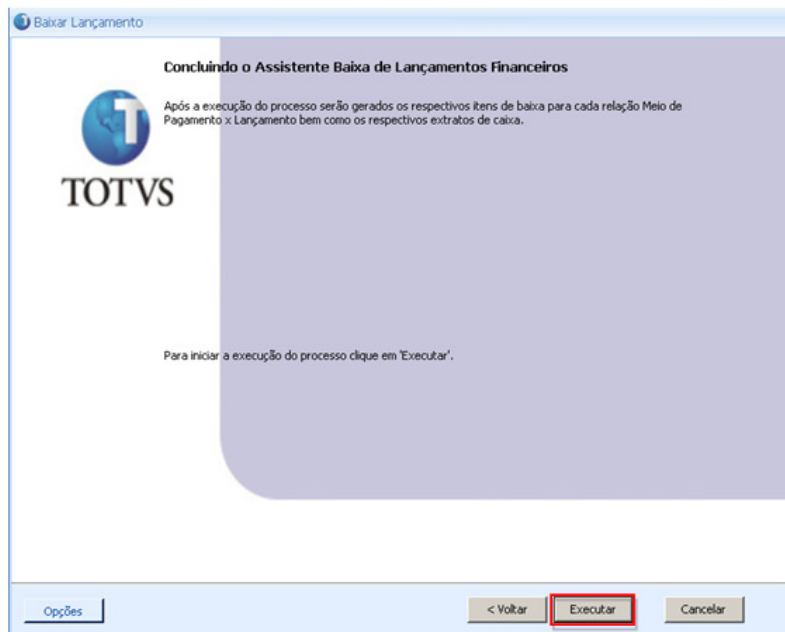 Baixar Lançamento
Concluindo o Assistente Baixa de Lançamentos Financeiros
Após a execução do processo serão gerados os respectivos itens de baixa para cada relação Meio de
Pagamento x Lançamento bem como os respectivos extratos de caixa.
T
TOTVS
Para iniciar a execução do processo clique em 'Executar'.
Opções
< Voltar
Executar
Cancelar